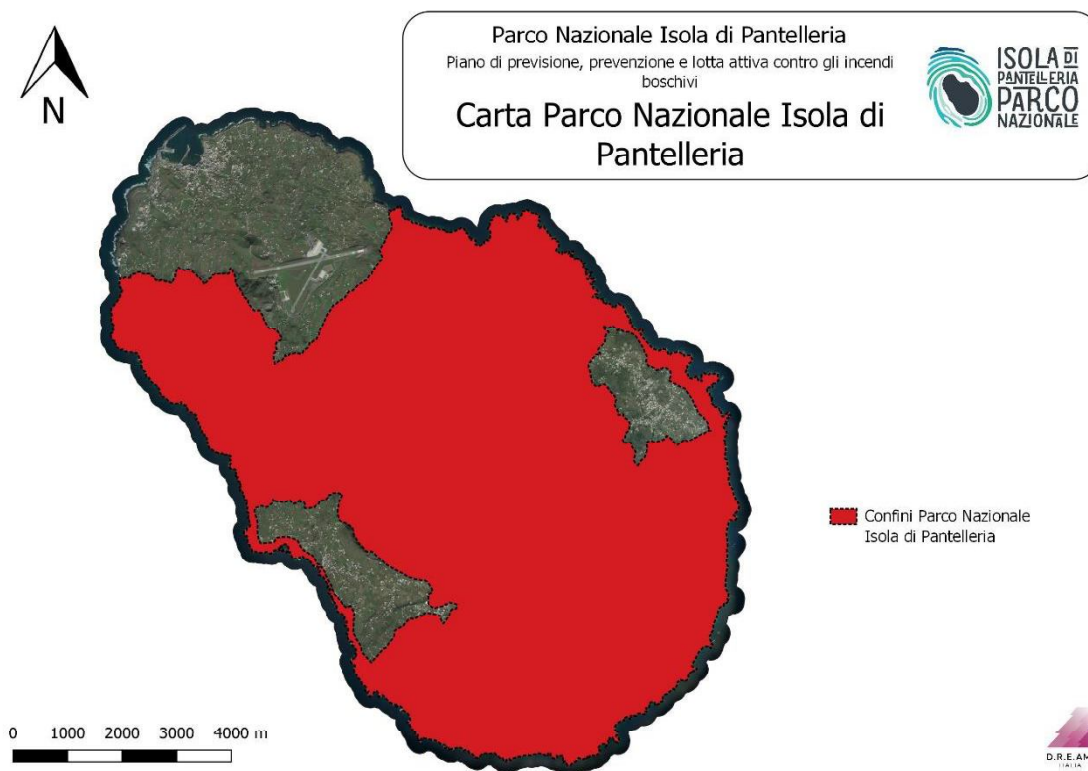 Parco Nazionale Isola di Pantelleria
Piano di previsione, prevenzione e lotta attiva contro gli incendi
boschivi
Carta Parco Nazionale Isola di
Pantelleria
ISOLA DI
PANTELLERIA
PARCO
NAZIONALE
N
Confini Parco Nazionale
Isola di Pantelleria
0 1000 2000 3000 4000 m
D.R.E.AM
ITALIA